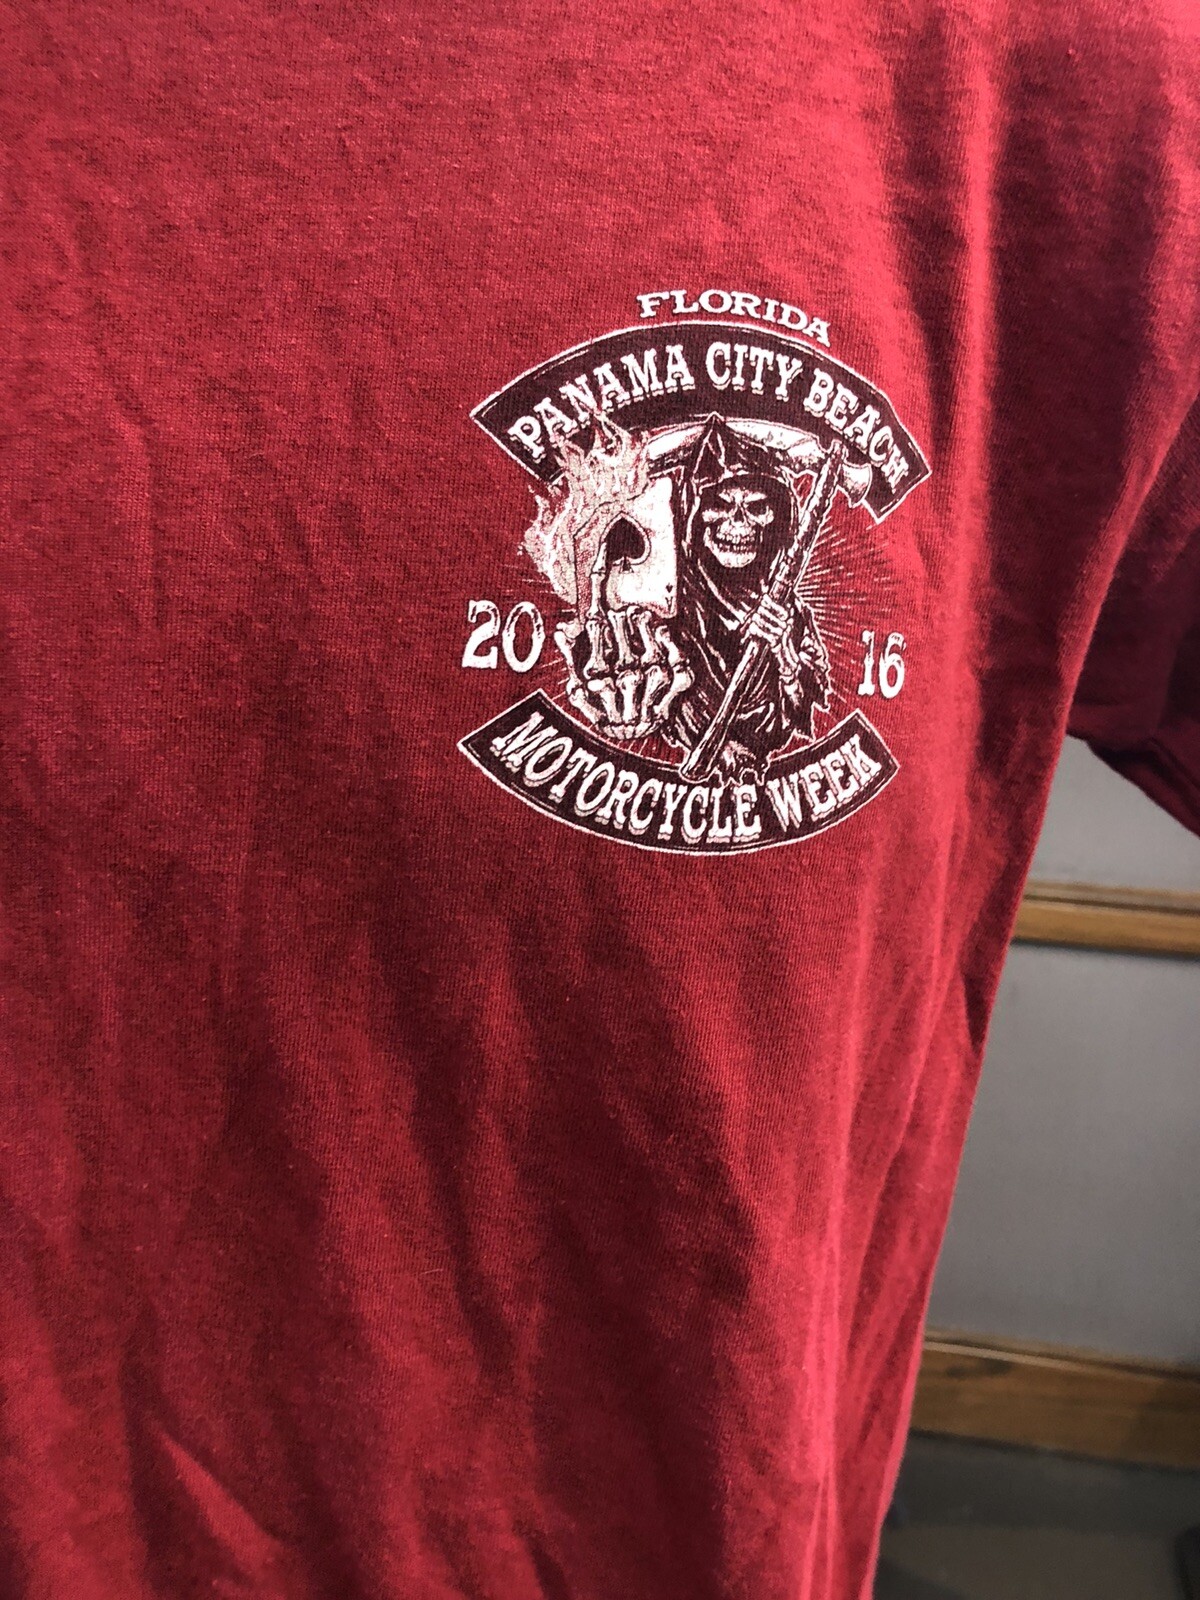 FLORIDA
PANAMA CITY BEACH
20 16
MOTORCYCLE WEEK